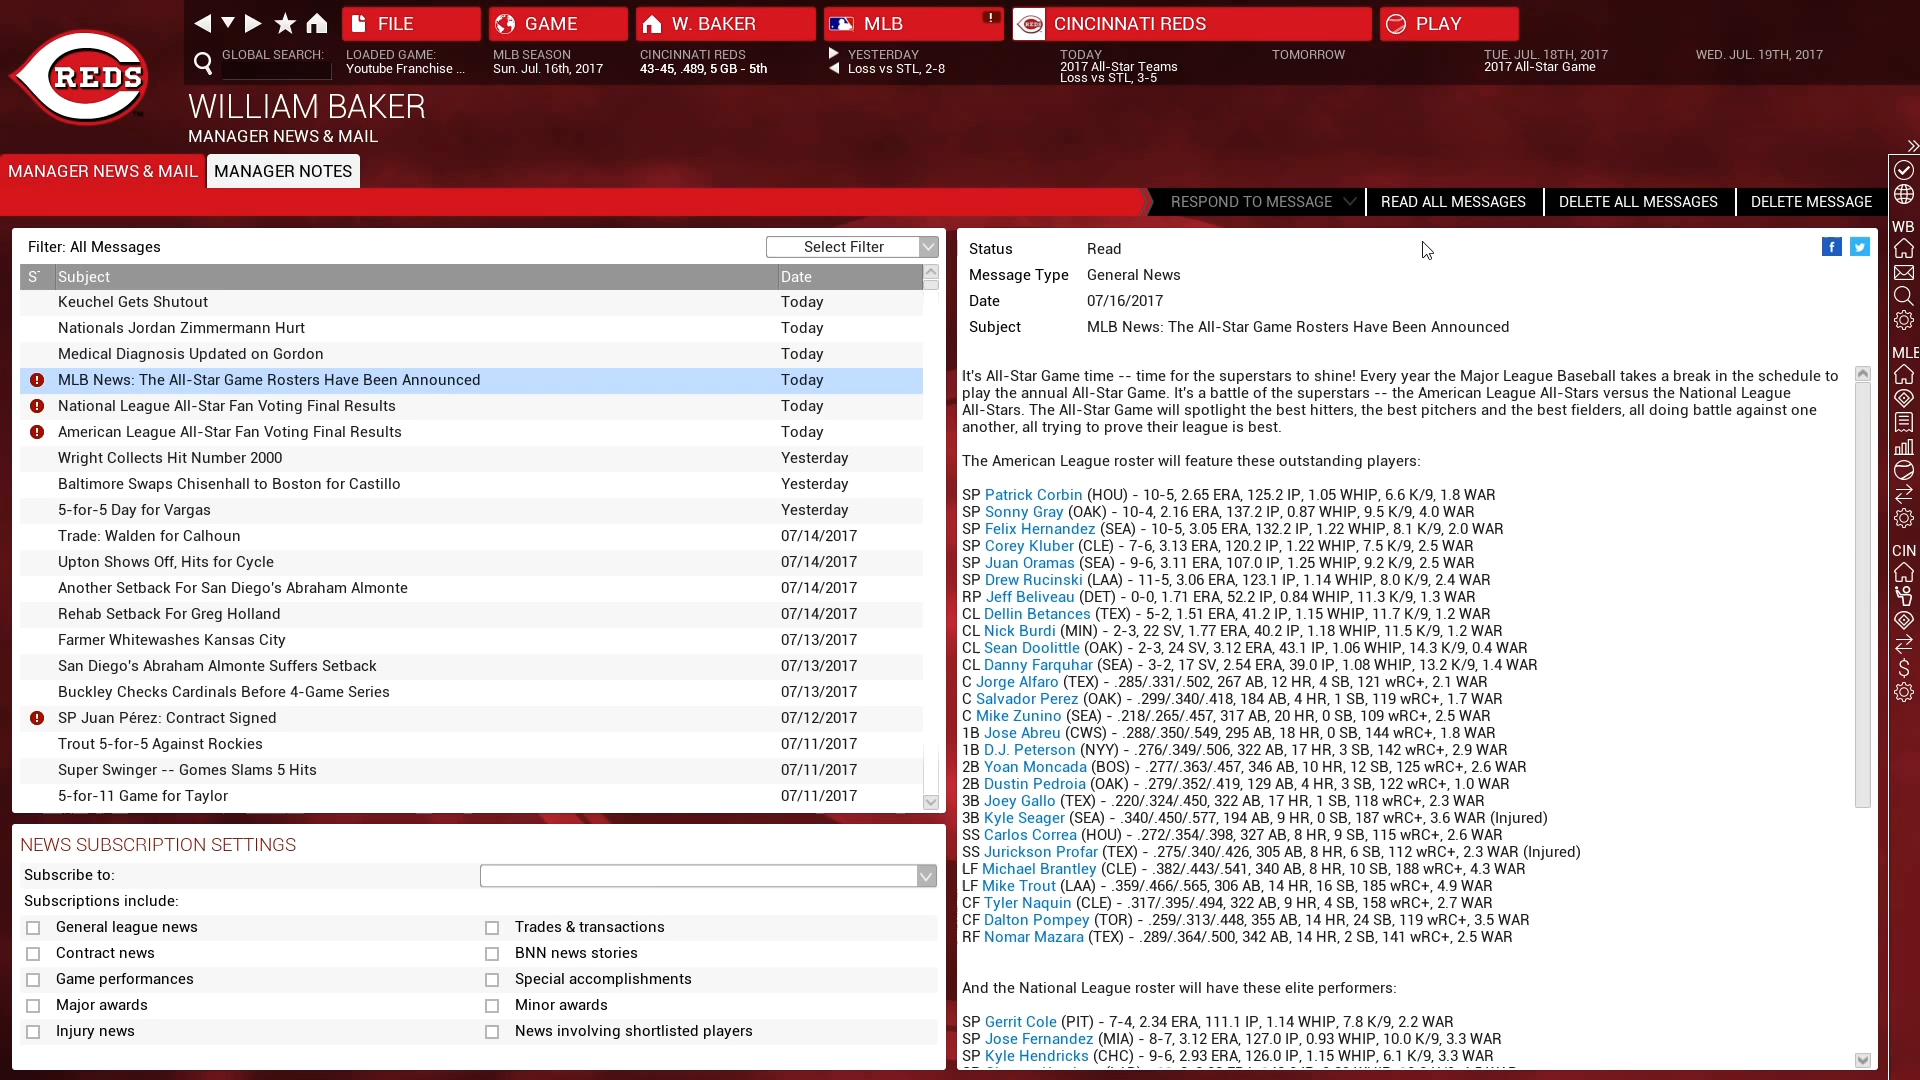 FILE
GAME
W. BAKER
MLB
!
REDS
CINCINNATI REDS
PLAY
GLOBAL SEARCH:
LOADED GAME:
Youtube Franchise ...
MLB SEASON
Sun. Jul. 16th, 2017
CINCINNATI REDS
43-45, .489, 5 GB - 5th
YESTERDAY
Loss vs STL, 2-8
TODAY
2017 All-Star Teams
Loss vs STL, 3-5
TOMORROW
TUE. JUL. 18TH, 2017
2017 All-Star Game
WED. JUL. 19TH, 2017
REDS
WILLIAM BAKER
MANAGER NEWS & MAIL
MANAGER NEWS & MAIL
MANAGER NOTES
RESPOND TO MESSAGE
READ ALL MESSAGES
DELETE ALL MESSAGES
DELETE MESSAGE
Filter: All Messages
Select Filter
Subject Date
Keuchel Gets Shutout Today
Nationals Jordan Zimmermann Hurt Today
Medical Diagnosis Updated on Gordon Today
! MLB News: The All-Star Game Rosters Have Been Announced Today
! National League All-Star Fan Voting Final Results Today
! American League All-Star Fan Voting Final Results Today
Wright Collects Hit Number 2000 Yesterday
Baltimore Swaps Chisenhall to Boston for Castillo Yesterday
5-for-5 Day for Vargas Yesterday
Trade: Walden for Calhoun 07/14/2017
Upton Shows Off, Hits for Cycle 07/14/2017
Another Setback For San Diego's Abraham Almonte 07/14/2017
Rehab Setback For Greg Holland 07/14/2017
Farmer Whitewashes Kansas City 07/13/2017
San Diego's Abraham Almonte Suffers Setback 07/13/2017
Buckley Checks Cardinals Before 4-Game Series 07/13/2017
! SP Juan Pérez: Contract Signed 07/12/2017
Trout 5-for-5 Against Rockies 07/11/2017
Super Swinger -- Gomes Slams 5 Hits 07/11/2017
5-for-11 Game for Taylor 07/11/2017
NEWS SUBSCRIPTION SETTINGS
Subscribe to:
Subscriptions include:
General league news Trades & transactions
Contract news BNN news stories
Game performances Special accomplishments
Major awards Minor awards
Injury news News involving shortlisted players
Status Read
Message Type General News
Date 07/16/2017
Subject MLB News: The All-Star Game Rosters Have Been Announced
It's All-Star Game time -- time for the superstars to shine! Every year the Major League Baseball takes a break in the schedule to
play the annual All-Star Game. It's a battle of the superstars -- the American League All-Stars versus the National League
All-Stars. The All-Star Game will spotlight the best hitters, the best pitchers and the best fielders, all doing battle against one
another, all trying to prove their league is best.
The American League roster will feature these outstanding players:
SP Patrick Corbin (HOU) - 10-5, 2.65 ERA, 125.2 IP, 1.05 WHIP, 6.6 K/9, 1.8 WAR
SP Sonny Gray (OAK) - 10-4, 2.16 ERA, 137.2 IP, 0.87 WHIP, 9.5 K/9, 4.0 WAR
SP Felix Hernandez (SEA) - 10-5, 3.05 ERA, 132.2 IP, 1.22 WHIP, 8.1 K/9, 2.0 WAR
SP Corey Kluber (CLE) - 7-6, 3.13 ERA, 120.2 IP, 1.22 WHIP, 7.5 K/9, 2.5 WAR
SP Juan Oramas (SEA) - 9-6, 3.11 ERA, 107.0 IP, 1.25 WHIP, 9.2 K/9, 2.5 WAR
SP Drew Rucinski (LAA) - 11-5, 3.06 ERA, 123.1 IP, 1.14 WHIP, 8.0 K/9, 2.4 WAR
RP Jeff Beliveau (DET) - 0-0, 1.71 ERA, 52.2 IP, 0.84 WHIP, 11.3 K/9, 1.3 WAR
CL Dellin Betances (TEX) - 5-2, 1.51 ERA, 41.2 IP, 1.15 WHIP, 11.7 K/9, 1.2 WAR
CL Nick Burdi (MIN) - 2-3, 22 SV, 1.77 ERA, 40.2 IP, 1.18 WHIP, 11.5 K/9, 1.2 WAR
CL Sean Doolittle (OAK) - 2-3, 24 SV, 3.12 ERA, 43.1 IP, 1.06 WHIP, 14.3 K/9, 0.4 WAR
CL Danny Farquhar (SEA) - 3-2, 17 SV, 2.54 ERA, 39.0 IP, 1.08 WHIP, 13.2 K/9, 1.4 WAR
C Jorge Alfaro (TEX) - .285/.331/.502, 267 AB, 12 HR, 4 SB, 121 wRC+, 2.1 WAR
C Salvador Perez (OAK) - .299/.340/.418, 184 AB, 4 HR, 1 SB, 119 wRC+, 1.7 WAR
C Mike Zunino (SEA) - .218/.265/.457, 317 AB, 20 HR, 0 SB, 109 wRC+, 2.5 WAR
1B Jose Abreu (CWS) - .288/.350/.549, 295 AB, 18 HR, 0 SB, 144 wRC+, 1.8 WAR
1B D.J. Peterson (NYY) - .276/.349/.506, 322 AB, 17 HR, 3 SB, 142 wRC+, 2.9 WAR
2B Yoan Moncada (BOS) - .277/.363/.457, 346 AB, 10 HR, 12 SB, 125 wRC+, 2.6 WAR
2B Dustin Pedroia (OAK) - .279/.352/.419, 129 AB, 4 HR, 3 SB, 122 wRC+, 1.0 WAR
3B Joey Gallo (TEX) - .220/.324/.450, 322 AB, 17 HR, 1 SB, 118 wRC+, 2.3 WAR
3B Kyle Seager (SEA) - .340/.450/.577, 194 AB, 9 HR, 0 SB, 187 wRC+, 3.6 WAR (Injured)
SS Carlos Correa (HOU) - .272/.354/.398, 327 AB, 8 HR, 9 SB, 115 wRC+, 2.6 WAR
SS Jurickson Profar (TEX) - .275/.340/.426, 305 AB, 8 HR, 6 SB, 112 wRC+, 2.3 WAR (Injured)
LF Michael Brantley (CLE) - .382/.443/.541, 340 AB, 8 HR, 10 SB, 188 wRC+, 4.3 WAR
LF Mike Trout (LAA) - .359/.466/.565, 306 AB, 14 HR, 16 SB, 185 wRC+, 4.9 WAR
CF Tyler Naquin (CLE) - .317/.395/.494, 322 AB, 9 HR, 4 SB, 158 wRC+, 2.7 WAR
CF Dalton Pompey (TOR) - .259/.313/.448, 355 AB, 14 HR, 24 SB, 119 wRC+, 3.5 WAR
RF Nomar Mazara (TEX) - .289/.364/.500, 342 AB, 14 HR, 2 SB, 141 wRC+, 2.5 WAR
And the National League roster will have these elite performers:
SP Gerrit Cole (PIT) - 7-4, 2.34 ERA, 111.1 IP, 1.14 WHIP, 7.8 K/9, 2.2 WAR
SP Jose Fernandez (MIA) - 8-7, 3.12 ERA, 127.0 IP, 0.93 WHIP, 10.0 K/9, 3.3 WAR
SP Kyle Hendricks (CHC) - 9-6, 2.93 ERA, 126.0 IP, 1.15 WHIP, 6.1 K/9, 3.3 WAR
WB
MLB
CIN